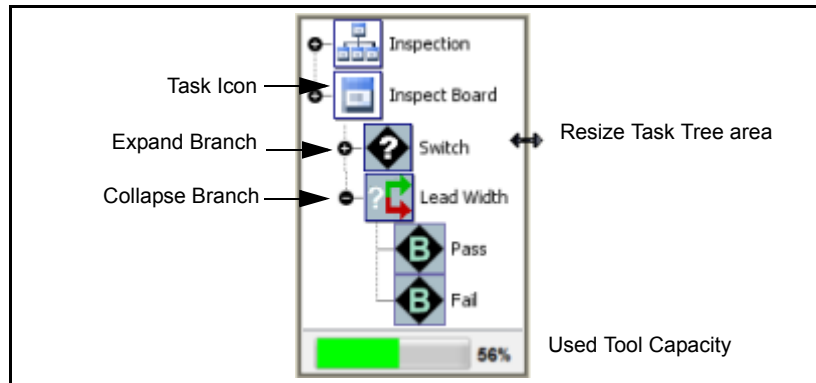 Inspection
Task Icon
Inspect Board
Expand Branch
Switch
Resize Task Tree area
Collapse Branch
? Lead Width
B Pass
B Fail
56%
Used Tool Capacity